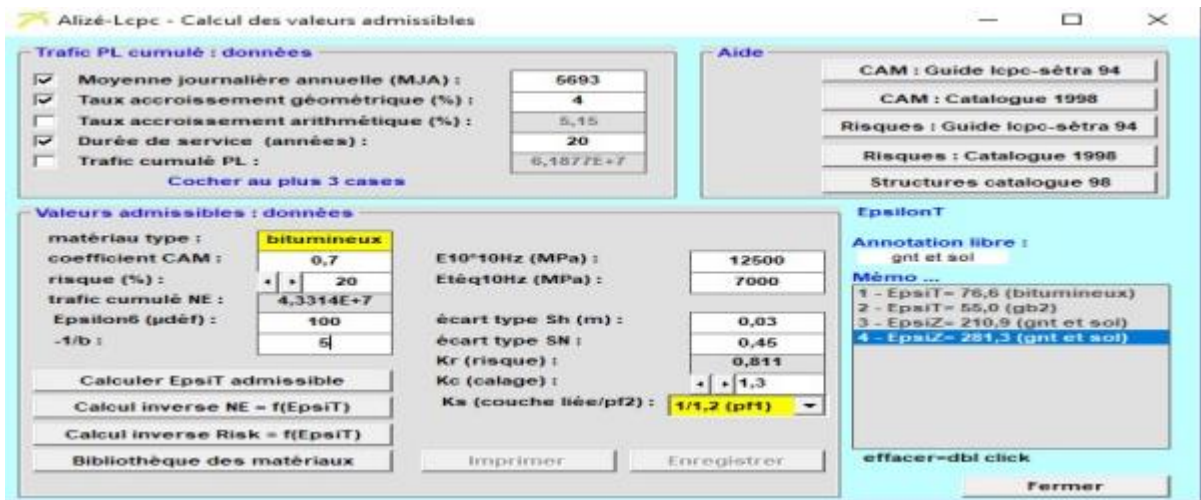 Alizé-Lcpc - Calcul des valeurs admissibles
Trafic PL cumulé : données
Moyenne journalière annuelle (MJA) : 5693
Taux accroissement géométrique (%) : 4
Taux accroissement arithmétique (%) : 5,15
Durée de service (années) : 20
Trafic cumulé PL : 6,1877E+7
Cocher au plus 3 cases
Aide
CAM : Guide lcpc-sétra 94
CAM : Catalogue 1998
Risques : Guide lcpc-sétra 94
Risques : Catalogue 1998
Structures catalogue 98
Valeurs admissibles : données
matériau type : bitumineux
coefficient CAM : 0,7
risque (%) : 20
trafic cumulé NE : 4,3314E+7
Epsilon6 (µdéf) : 100
-1/b : 5
E10°10Hz (MPa) : 12500
Etéq10Hz (MPa) : 7000
écart type Sh (m) : 0,03
écart type SN : 0,45
Kr (risque) : 0,811
Kc (calage) : 1,3
Ks (couche liée/pf2) : 1/1,2 (pf1)
Calculer EpsiT admissible
Calcul inverse NE = f(EpsiT)
Calcul inverse Risk = f(EpsiT)
Bibliothèque des matériaux
Imprimer
Enregistrer
EpsilonT
Annotation libre :
gnt et sol
Mémo ...
1 - EpsiT= 76,6 (bitumineux)
2 - EpsiT= 55,0 (gb2)
3 - EpsiZ= 210,9 (gnt et sol)
4 - EpsiZ= 281,3 (gnt et sol)
effacer=dbl click
Fermer